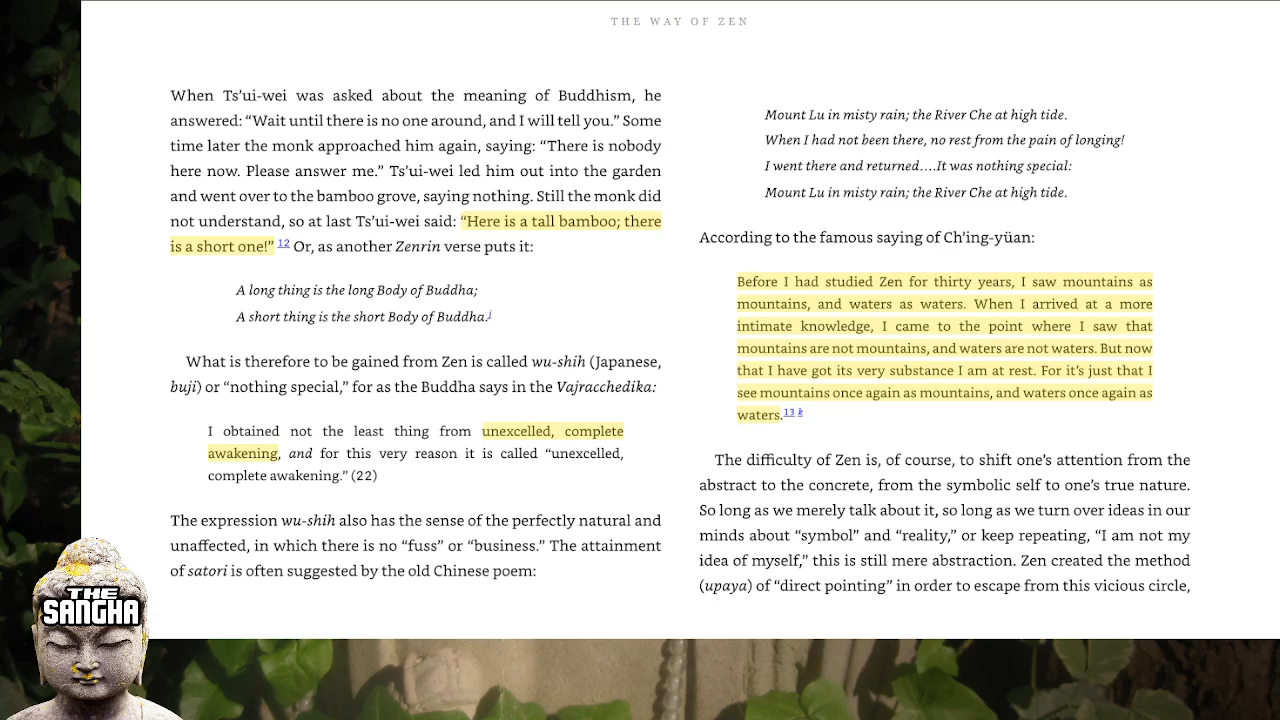 THE WAY OF ZEN
When Ts’ui-wei was asked about the meaning of Buddhism, he
answered: “Wait until there is no one around, and I will tell you.” Some
time later the monk approached him again, saying: “There is nobody
here now. Please answer me.” Ts’ui-wei led him out into the garden
and went over to the bamboo grove, saying nothing. Still the monk did
not understand, so at last Ts’ui-wei said: “Here is a tall bamboo; there
is a short one!” 12 Or, as another Zenrin verse puts it:
A long thing is the long Body of Buddha;
A short thing is the short Body of Buddha.j
What is therefore to be gained from Zen is called wu-shih (Japanese,
buji) or “nothing special,” for as the Buddha says in the Vajracchedika:
I obtained not the least thing from unexcelled, complete
awakening, and for this very reason it is called “unexcelled,
complete awakening.” (22)
The expression wu-shih also has the sense of the perfectly natural and
unaffected, in which there is no “fuss” or “business.” The attainment
of satori is often suggested by the old Chinese poem:
Mount Lu in misty rain; the River Che at high tide.
When I had not been there, no rest from the pain of longing!
I went there and returned....It was nothing special:
Mount Lu in misty rain; the River Che at high tide.
According to the famous saying of Ch’ing-yüan:
Before I had studied Zen for thirty years, I saw mountains as
mountains, and waters as waters. When I arrived at a more
intimate knowledge, I came to the point where I saw that
mountains are not mountains, and waters are not waters. But now
that I have got its very substance I am at rest. For it’s just that I
see mountains once again as mountains, and waters once again as
waters.13 k
The difficulty of Zen is, of course, to shift one’s attention from the
abstract to the concrete, from the symbolic self to one’s true nature.
So long as we merely talk about it, so long as we turn over ideas in our
minds about “symbol” and “reality,” or keep repeating, “I am not my
idea of myself,” this is still mere abstraction. Zen created the method
(upaya) of “direct pointing” in order to escape from this vicious circle,
THE
SANGHA